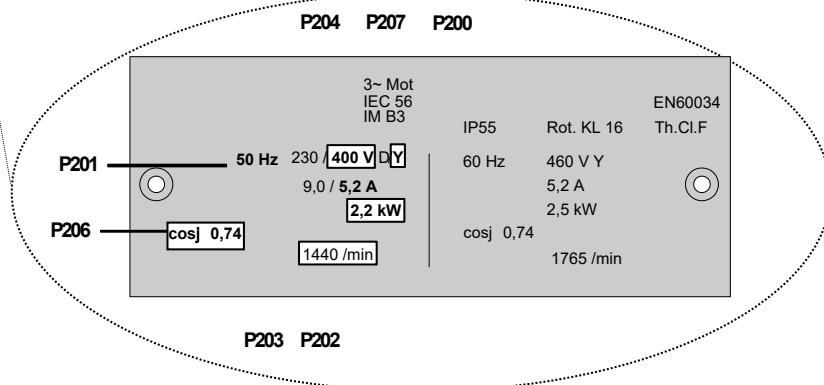 P204 P207 P200
3~ Mot
IEC 56
IM B3
EN60034
IP55 Rot. KL 16 Th.Cl.F
P201 50 Hz 230 / 400 V D Y 60 Hz 460 V Y
9,0 / 5,2 A 5,2 A
2,2 kW 2,5 kW
P206 cosj 0,74 cosj 0,74
1440 /min 1765 /min
P203 P202